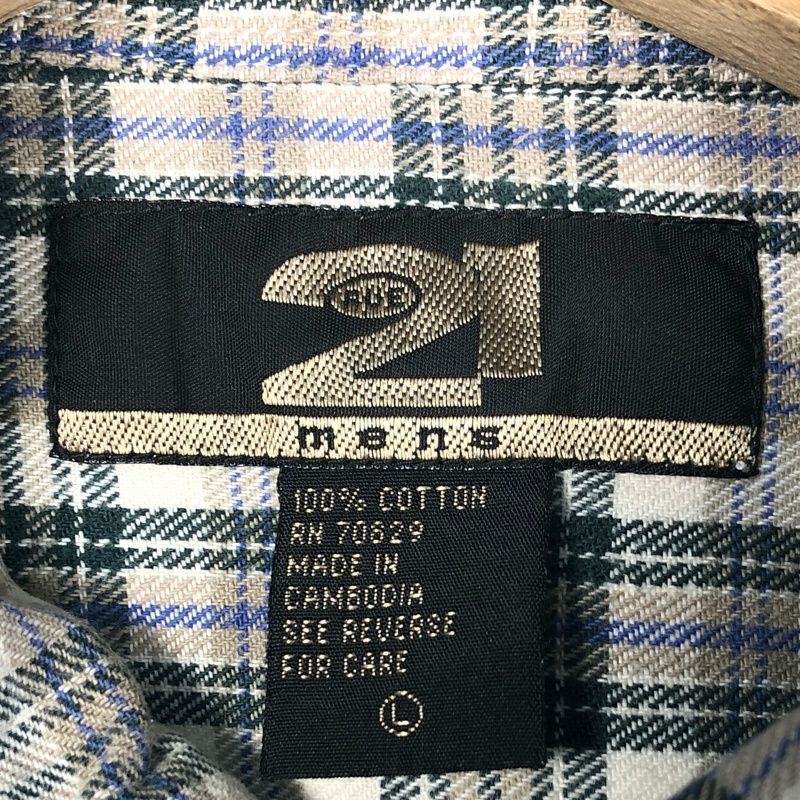 RUE
21
mens
100% COTTON
RN 70829
MADE IN
CAMBODIA
SEE REVERSE
FOR CARE
L